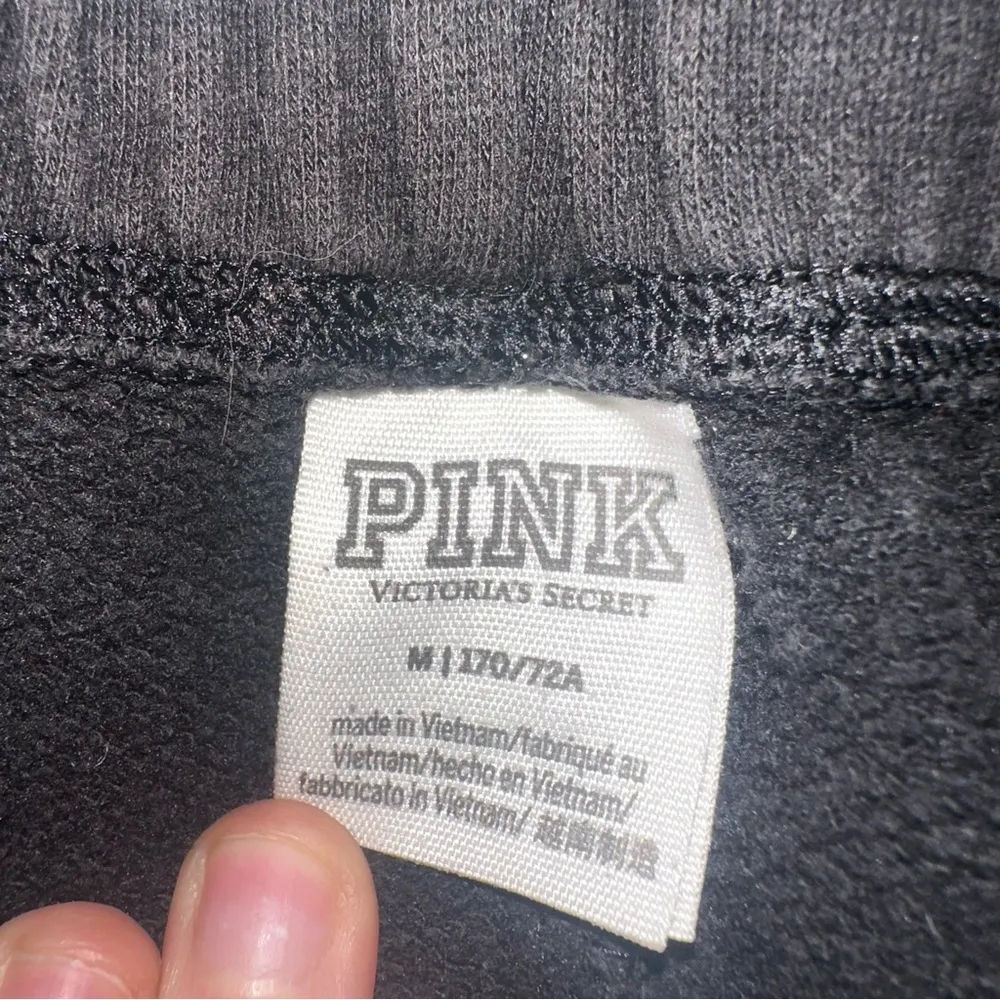 PINK
VICTORIA'S SECRET
M | 170/72A
made in Vietnam/fabriqué au
Vietnam/hecho en Vietnam/
fabbricato in Vietnam/ 越南制造